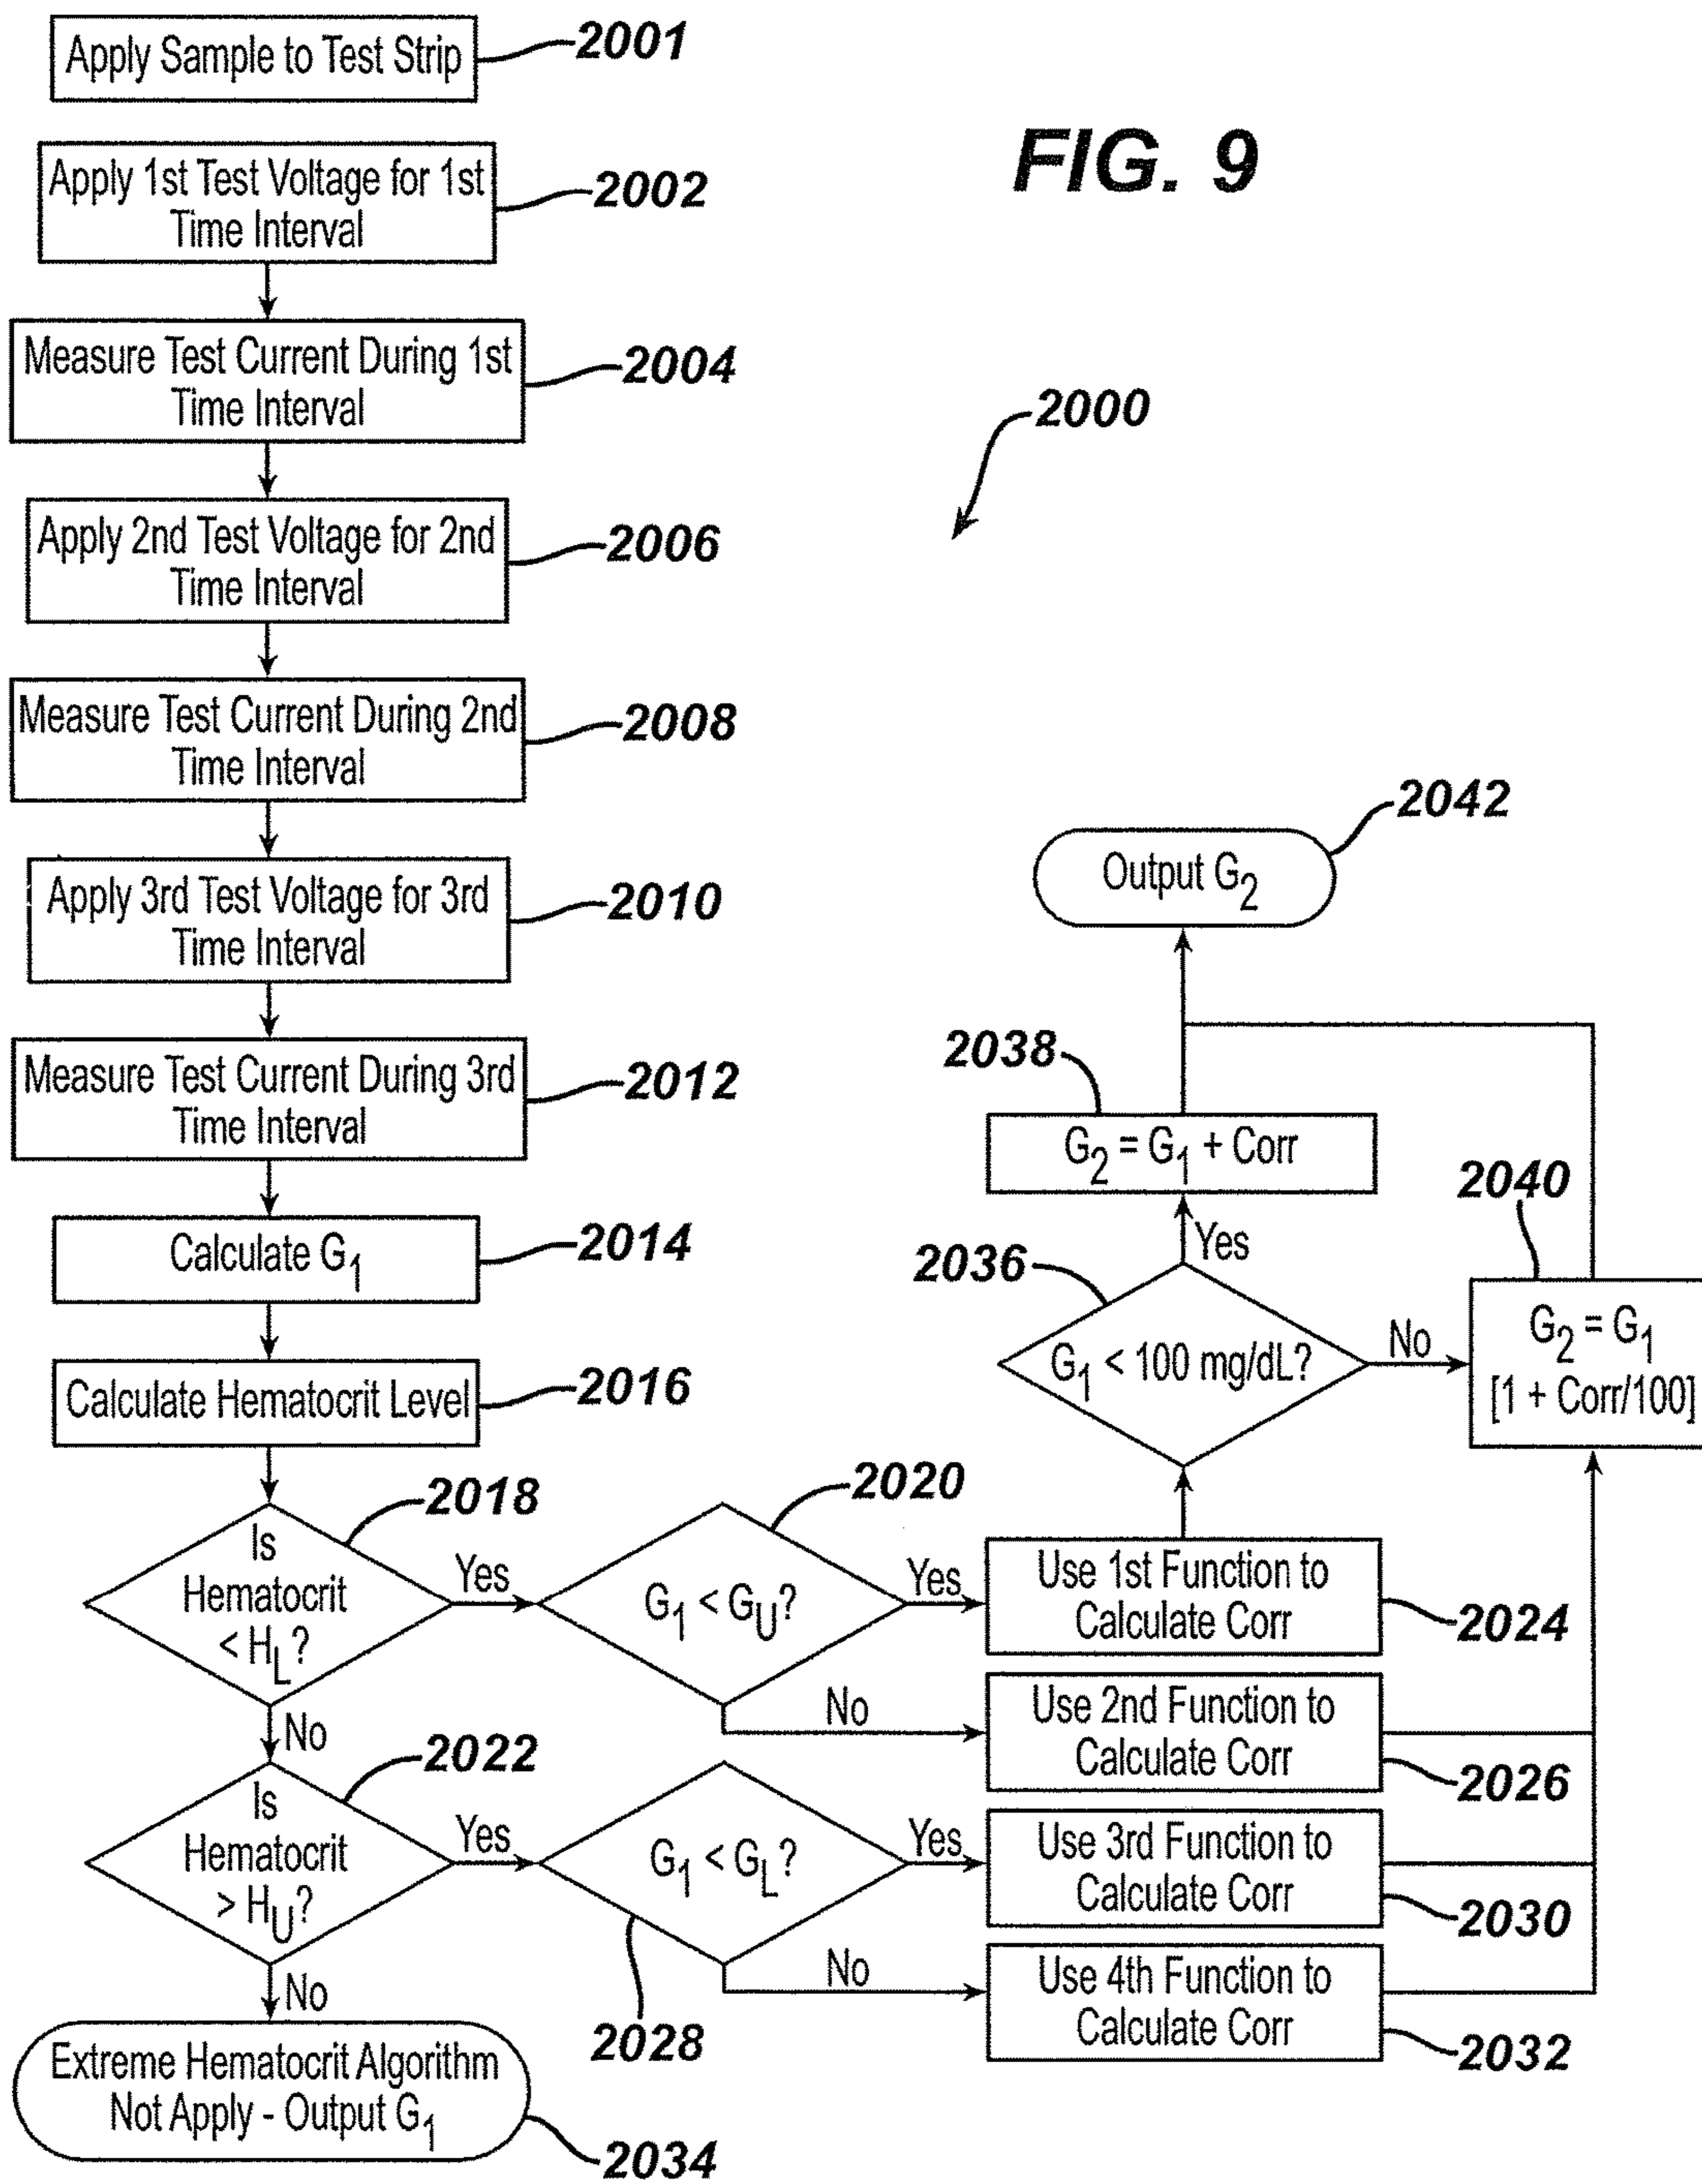 Apply Sample to Test Strip
2001
FIG. 9
Apply 1st Test Voltage for 1st
Time Interval
2002
Measure Test Current During 1st
Time Interval
2004
2000
Apply 2nd Test Voltage for 2nd
Time Interval
2006
Measure Test Current During 2nd
Time Interval
2008
Apply 3rd Test Voltage for 3rd
Time Interval
2010
Measure Test Current During 3rd
Time Interval
2012
Calculate G1
2014
Calculate Hematocrit Level
2016
Is
Hematocrit
< HL?
2018
Yes
No
G1 < GU?
2020
Yes
No
Use 1st Function to
Calculate Corr
2024
Use 2nd Function to
Calculate Corr
2026
Is
Hematocrit
> HU?
2022
Yes
No
G1 < GL?
2028
Yes
No
Use 3rd Function to
Calculate Corr
2030
Use 4th Function to
Calculate Corr
2032
Extreme Hematocrit Algorithm
Not Apply - Output G1
2034
G1 < 100 mg/dL?
2036
Yes
No
G2 = G1 + Corr
2038
G2 = G1
[1 + Corr/100]
2040
Output G2
2042